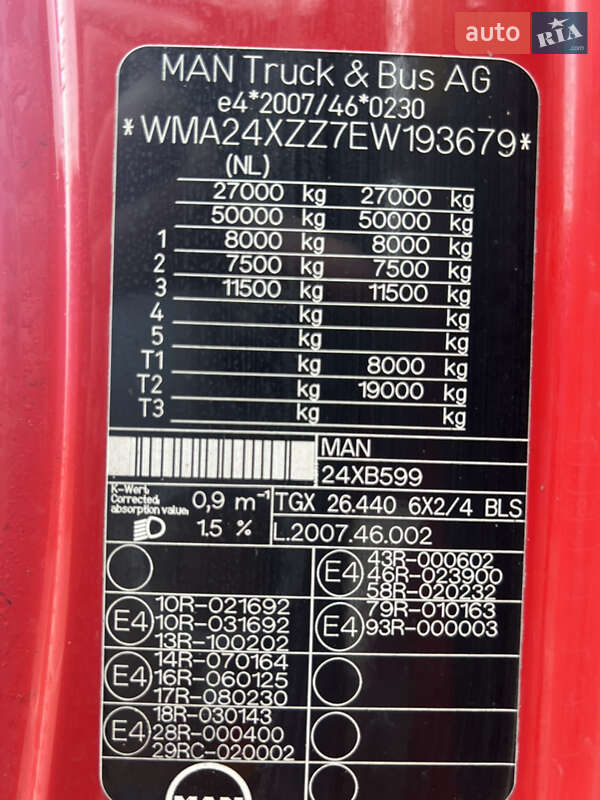 auto RIA .com
MAN Truck & Bus AG
e4*2007/46*0230
*WMA24XZZ7EW193679*
(NL)
27000 kg 27000 kg
50000 kg 50000 kg
1 8000 kg 8000 kg
2 7500 kg 7500 kg
3 11500 kg 11500 kg
4 kg kg
5 kg kg
T1 kg 8000 kg
T2 kg 19000 kg
T3 kg kg
MAN
24XB599
K-Wert,
Corrected
absorption value, 0,9 m⁻¹
TGX 26.440 6X2/4 BLS
1.5 %
L.2007.46.002
E4 43R-000602
46R-023900
58R-020232
E4 10R-021692
10R-031692
13R-100202
E4 79R-010163
93R-000003
E4 14R-070164
16R-060125
17R-080230
E4 18R-030143
28R-000400
29RC-020002
MAN